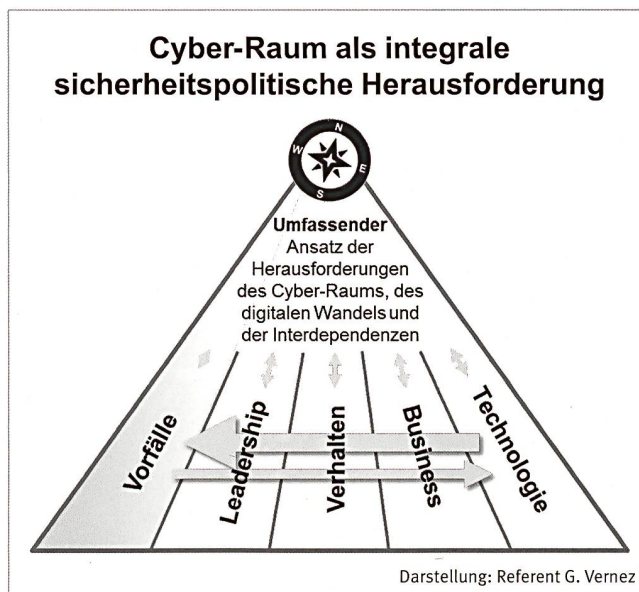 Cyber-Raum als integrale
sicherheitspolitische Herausforderung
N
W
E
S
Umfassender
Ansatz der
Herausforderungen
des Cyber-Raums, des
digitalen Wandels und
der Interdependenzen
Vorfälle
Leadership
Verhalten
Business
Technologie
Darstellung: Referent G. Vernez